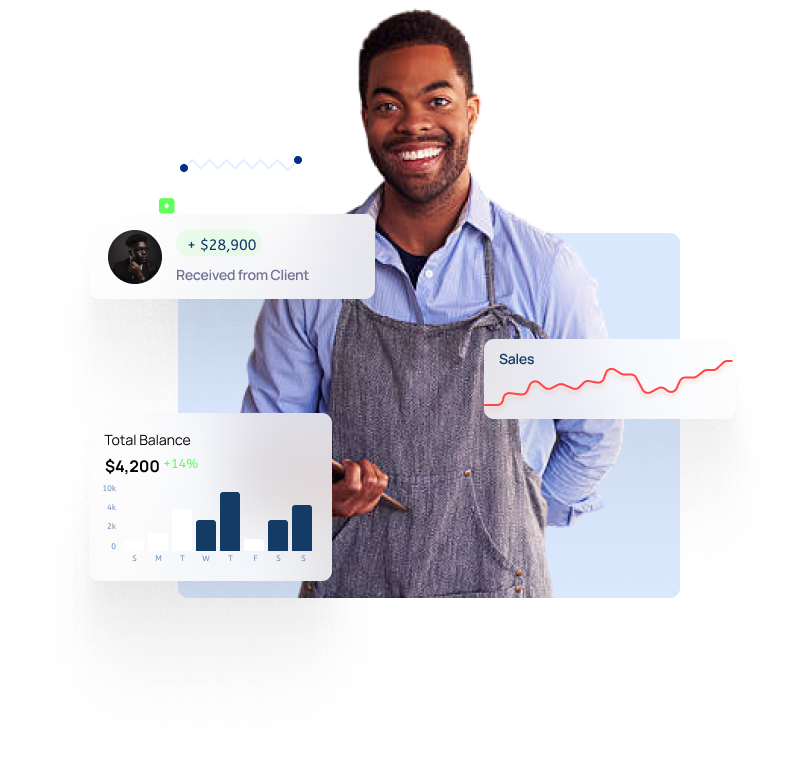 + $28,900
Received from Client
Sales
Total Balance
$4,200 +14%
10k
4k
2k
0
S M T W T F S S